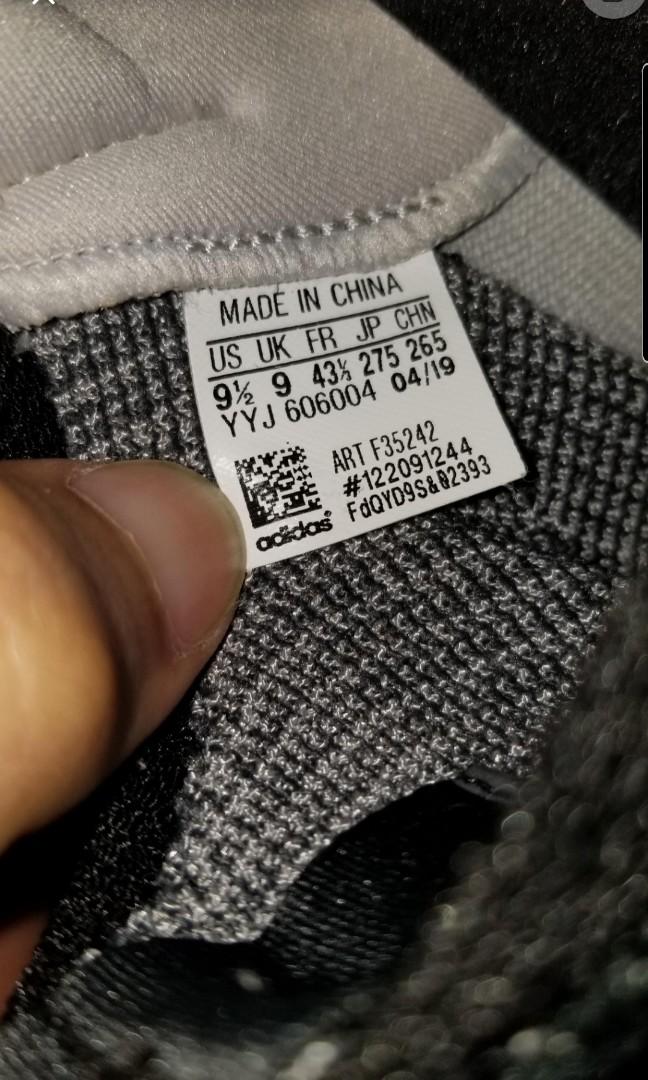 MADE IN CHINA
US UK FR JP CHN
9½ 9 43⅓ 275 265
YYJ 606004 04/19
ART F35242
#122091244
FdQYD9S&02393
adidas®